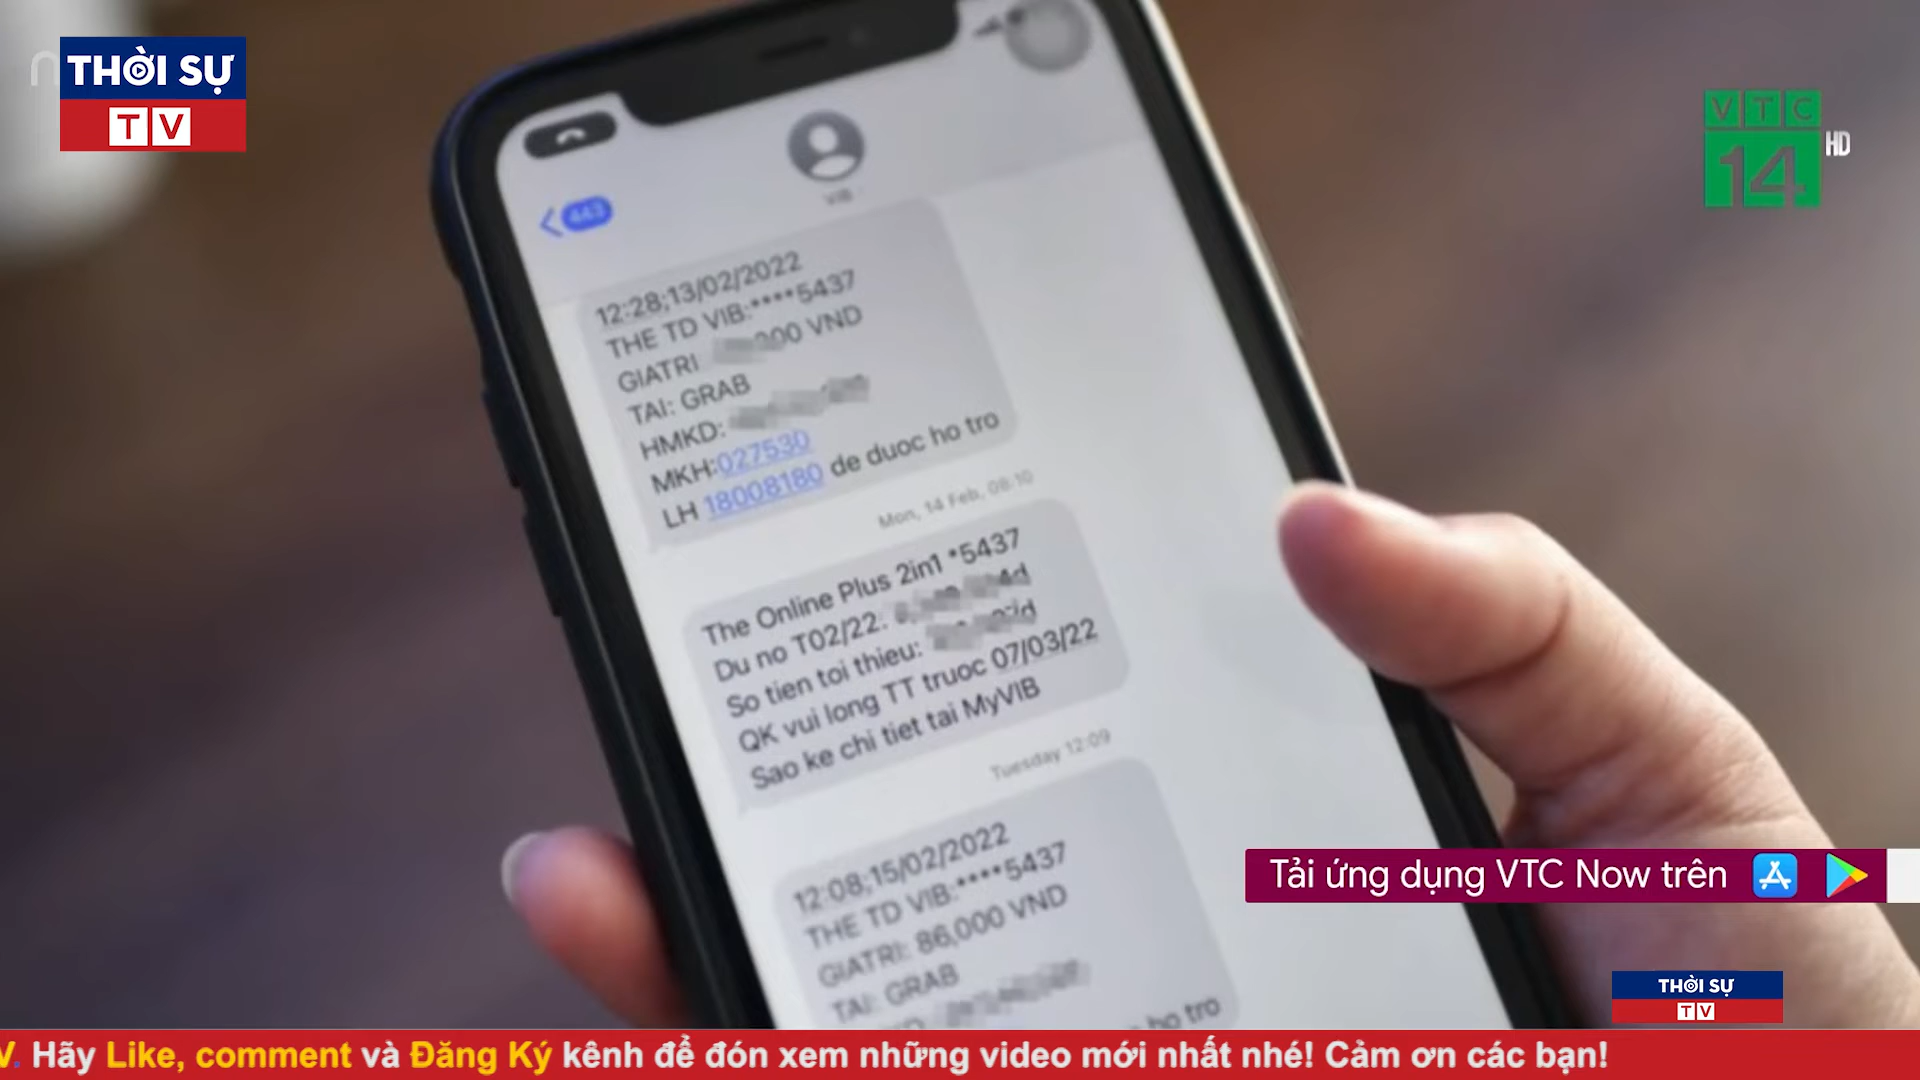 THỜI SỰ
TV
VTC
14
HD
443
VIB
12:28;13/02/2022
THE TD VIB:****5437
GIATRI 000 VND
TAI: GRAB
HMKD:
MKH:027530
LH 18008180 de duoc ho tro
Mon, 14 Feb, 08:10
The Online Plus 2in1 *5437
Du no T02/22:
So tien toi thieu:
QK vui long TT truoc 07/03/22
Sao ke chi tiet tai MyVIB
Tuesday 12:09
12:08;15/02/2022
THE TD VIB:****5437
GIATRI: 86,000 VND
TAI: GRAB
ho tro
Tải ứng dụng VTC Now trên
THỜI SỰ
TV
V. Hãy Like, comment và Đăng Ký kênh để đón xem những video mới nhất nhé! Cảm ơn các bạn!